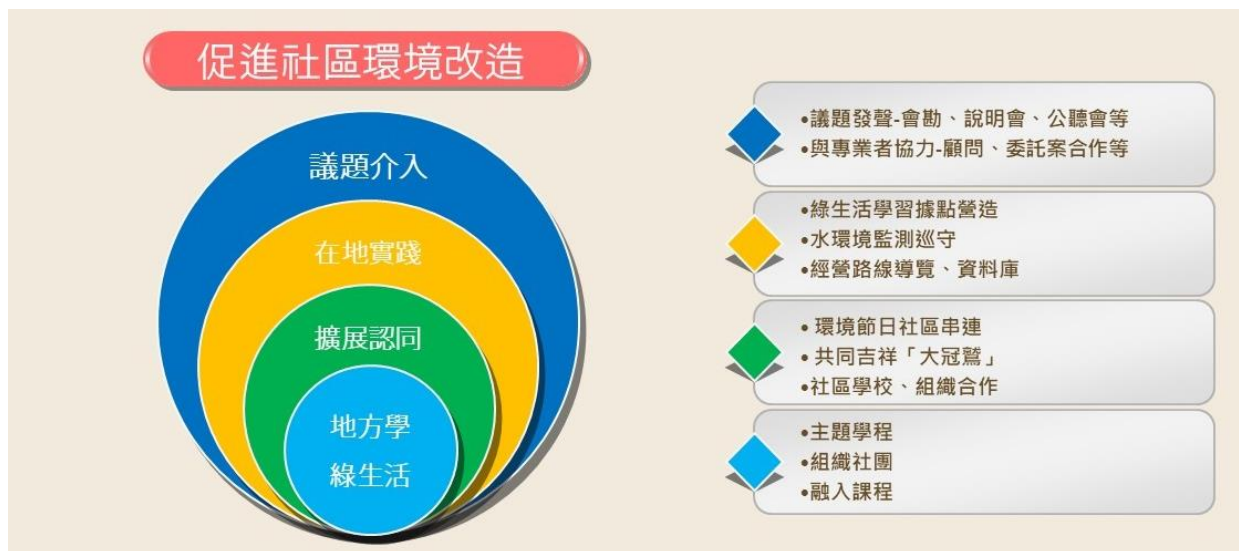 促進社區環境改造
議題介入
在地實踐
擴展認同
地方學
綠生活
•議題發聲-會勘、說明會、公聽會等
•與專業者協力-顧問、委託案合作等
•綠生活學習據點營造
•水環境監測巡守
•經營路線導覽、資料庫
• 環境節日社區串連
• 共同吉祥「大冠鷲」
•社區學校、組織合作
•主題學程
•組織社團
•融入課程